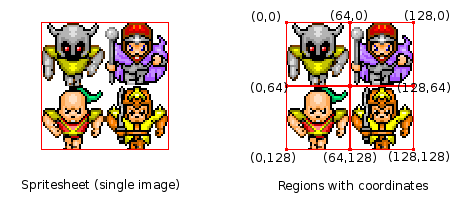 (0,0) (64,0) (128,0)
(0,64) (128,64)
(0,128) (64,128) (128,128)
Spritesheet (single image) Regions with coordinates